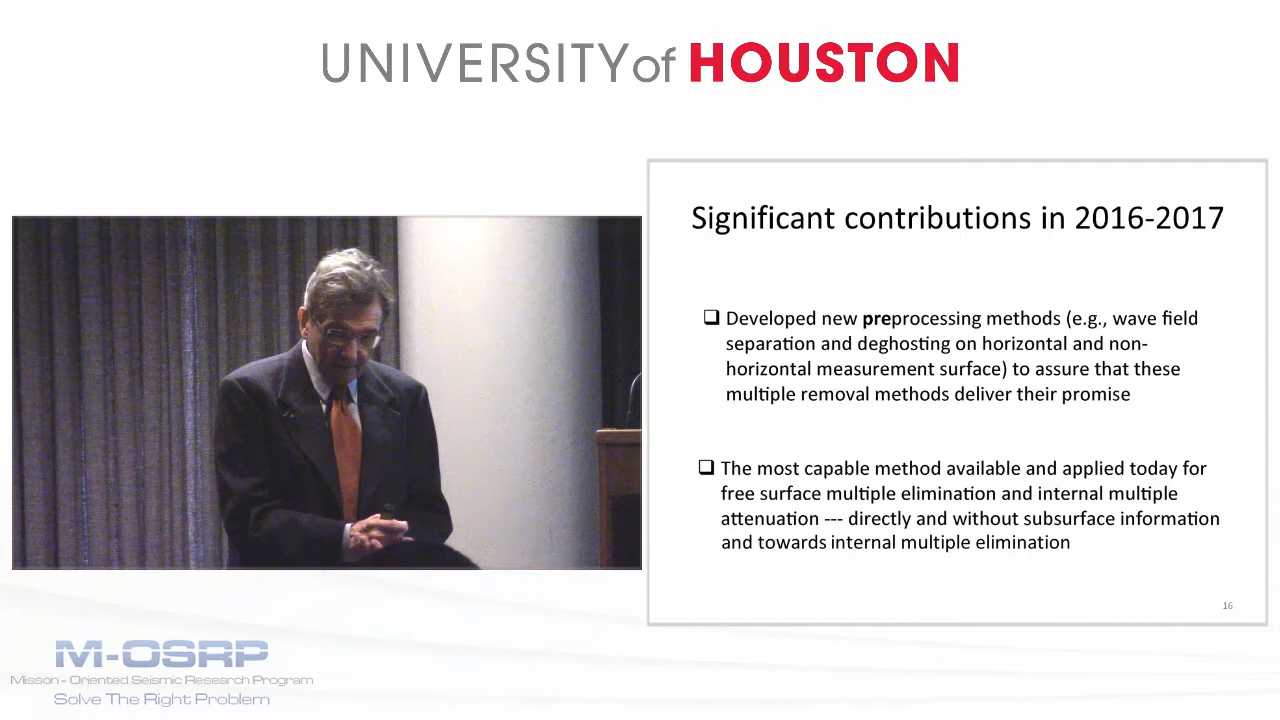 UNIVERSITYof HOUSTON
Significant contributions in 2016-2017
❑ Developed new preprocessing methods (e.g., wave field
separation and deghosting on horizontal and non-
horizontal measurement surface) to assure that these
multiple removal methods deliver their promise
❑ The most capable method available and applied today for
free surface multiple elimination and internal multiple
attenuation --- directly and without subsurface information
and towards internal multiple elimination
16
M-OSRP
Misson - Oriented Seismic Research Program
Solve The Right Problem